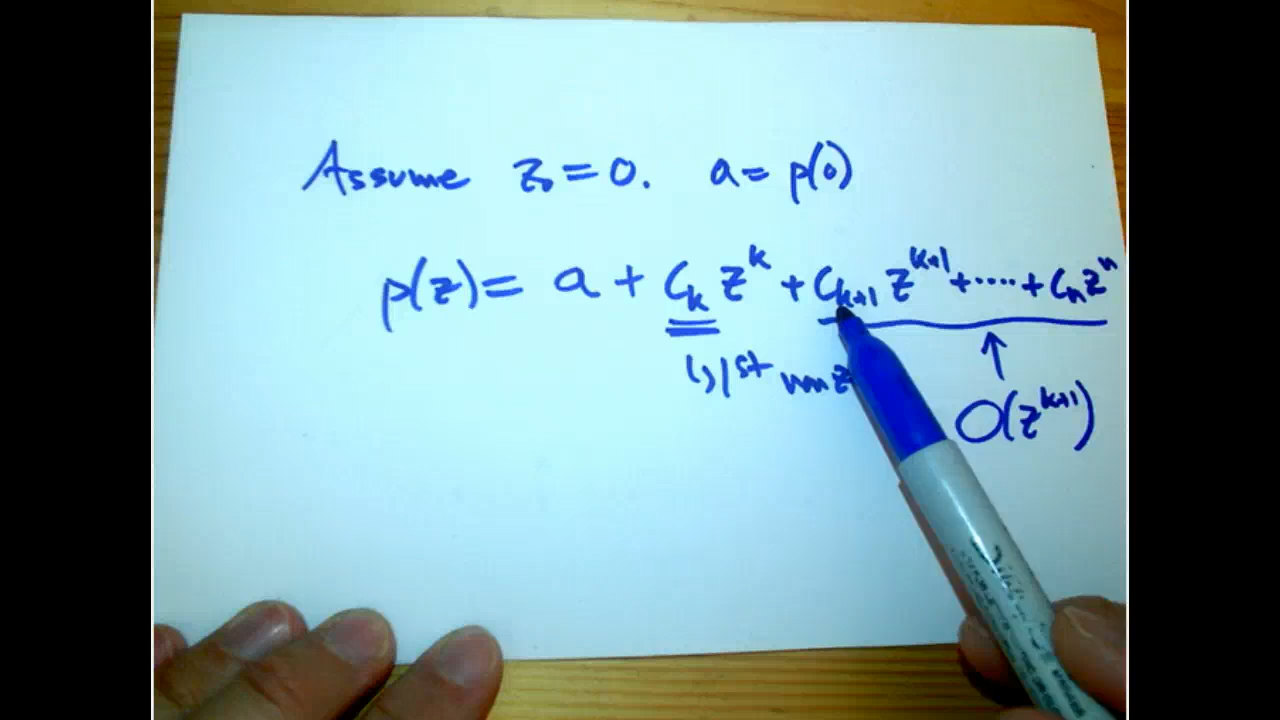 Assume z₀ = 0. a = p(0)
p(z) = a + cₖ zᵏ + cₖ₊₁ zᵏ⁺¹ + ···· + cₙ zⁿ
↳ 1st
↑
O(zᵏ⁺¹)